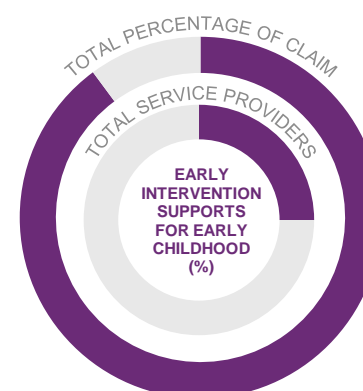 TOTAL PERCENTAGE OF CLAIM
TOTAL SERVICE PROVIDERS
EARLY
INTERVENTION
SUPPORTS
FOR EARLY
CHILDHOOD
(%)